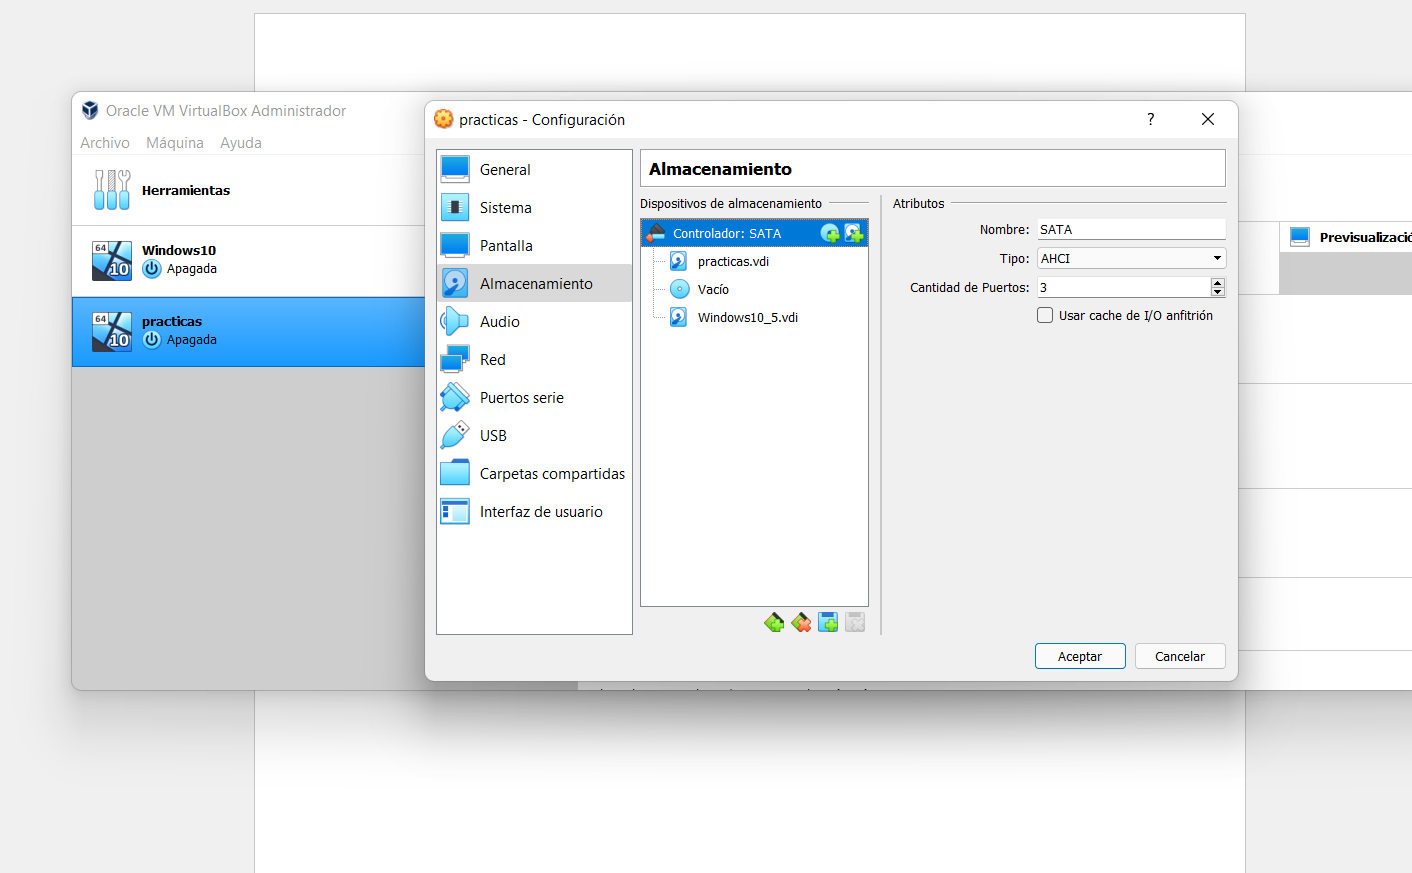 Oracle VM VirtualBox Administrador
Archivo Máquina Ayuda
Herramientas
64
10
Windows10
Apagada
64
10
practicas
Apagada
practicas - Configuración
?
General
Sistema
Pantalla
Almacenamiento
Audio
Red
Puertos serie
USB
Carpetas compartidas
Interfaz de usuario
Almacenamiento
Dispositivos de almacenamiento
Controlador: SATA
practicas.vdi
Vacío
Windows10_5.vdi
Atributos
Nombre: SATA
Tipo: AHCI
Cantidad de Puertos: 3
Usar cache de I/O anfitrión
Aceptar Cancelar